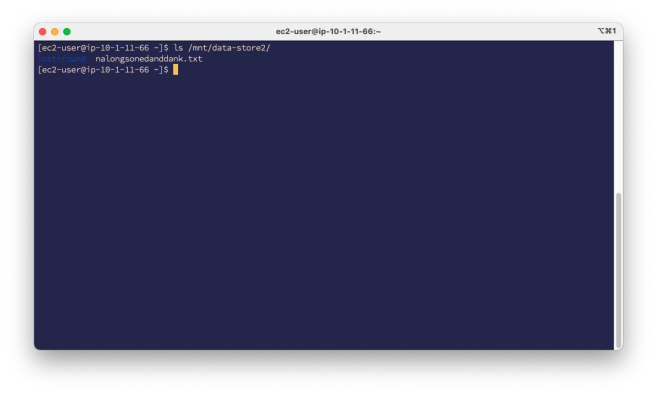 ec2-user@ip-10-1-11-66:~
⌥⌘1
[ec2-user@ip-10-1-11-66 ~]$ ls /mnt/data-store2/
lost+found nalongsonedanddank.txt
[ec2-user@ip-10-1-11-66 ~]$